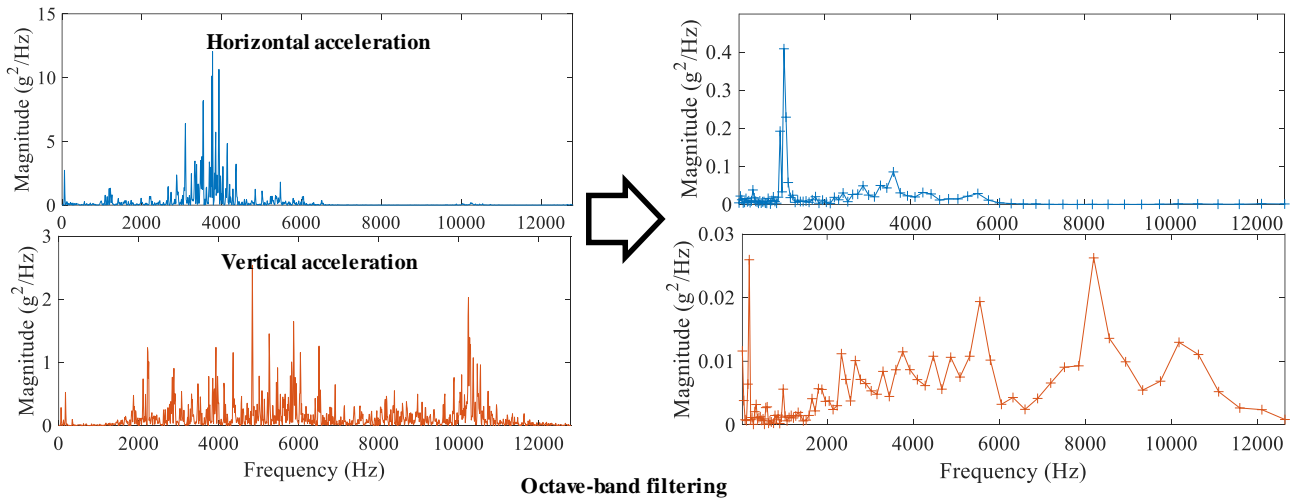 15
10
5
0
Magnitude (g²/Hz)
Horizontal acceleration
0 2000 4000 6000 8000 10000 12000
3
2
1
0
Magnitude (g²/Hz)
Vertical acceleration
0 2000 4000 6000 8000 10000 12000
Frequency (Hz)
0.4
0.3
0.2
0.1
0
Magnitude (g²/Hz)
2000 4000 6000 8000 10000 12000
0.03
0.02
0.01
0
Magnitude (g²/Hz)
2000 4000 6000 8000 10000 12000
Frequency (Hz)
Octave-band filtering